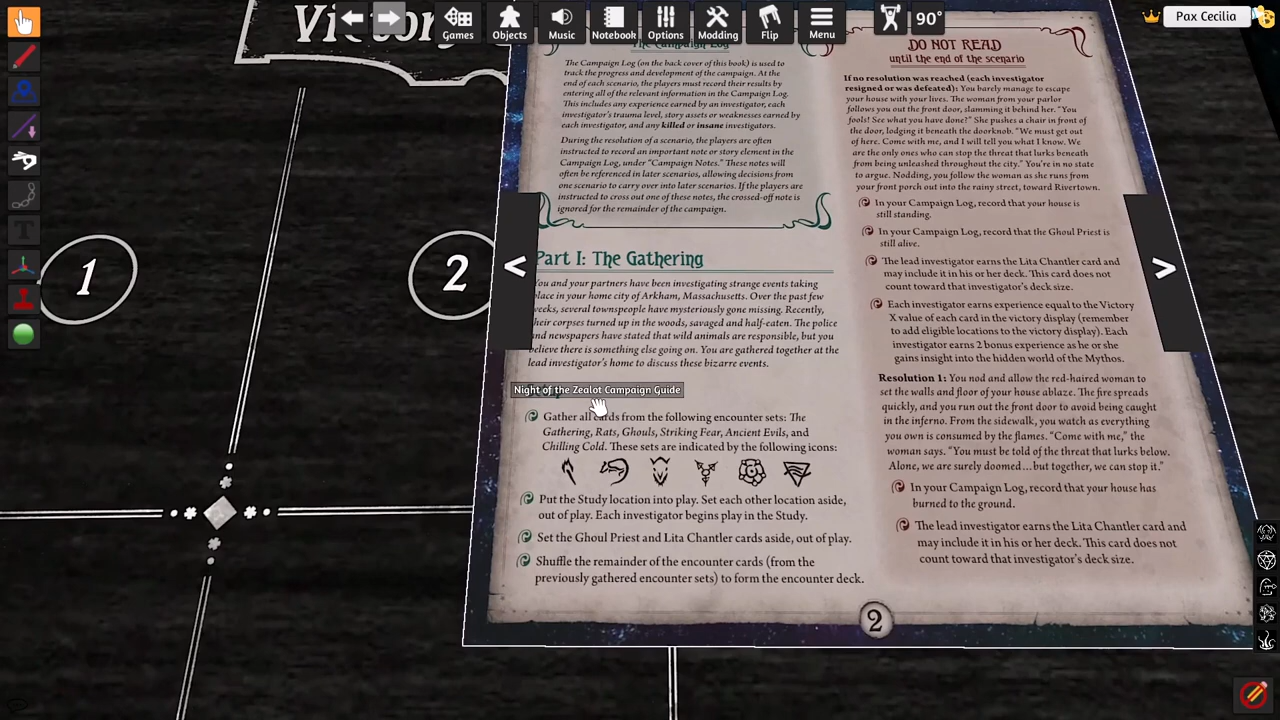 Games
Objects
Music
Notebook
Options
Modding
Flip
Menu
90°
Pax Cecilia
1
2
The Campaign Log
The Campaign Log (on the back cover of this book) is used to
track the progress and development of the campaign. At the
end of each scenario, the players must record their results by
entering all of the relevant information in the Campaign Log.
This includes any experience earned by an investigator, each
investigator's trauma level, story assets or weaknesses earned by
each investigator, and any killed or insane investigators.
During the resolution of a scenario, the players are often
instructed to record an important note or story element in the
Campaign Log, under "Campaign Notes." These notes will
often be referenced in later scenarios, allowing decisions from
one scenario to carry over into later scenarios. If the players are
instructed to cross out one of these notes, the crossed-off note is
ignored for the remainder of the campaign.
<
Part I: The Gathering
You and your partners have been investigating strange events taking
place in your home city of Arkham, Massachusetts. Over the past few
weeks, several townspeople have mysteriously gone missing. Recently,
their corpses turned up in the woods, savaged and half-eaten. The police
and newspapers have stated that wild animals are responsible, but you
believe there is something else going on. You are gathered together at the
lead investigator's home to discuss these bizarre events.
Night of the Zealot Campaign Guide
Gather all cards from the following encounter sets: The
Gathering, Rats, Ghouls, Striking Fear, Ancient Evils, and
Chilling Cold. These sets are indicated by the following icons:
Put the Study location into play. Set each other location aside,
out of play. Each investigator begins play in the Study.
Set the Ghoul Priest and Lita Chantler cards aside, out of play.
Shuffle the remainder of the encounter cards (from the
previously gathered encounter sets) to form the encounter deck.
DO NOT READ
until the end of the scenario
If no resolution was reached (each investigator
resigned or was defeated): You barely manage to escape
your house with your lives. The woman from your parlor
follows you out the front door, slamming it behind her. "You
fools! See what you have done?" She pushes a chair in front of
the door, lodging it beneath the doorknob. "We must get out
of here. Come with me, and I will tell you what I know. We
are the only ones who can stop the threat that lurks beneath
from being unleashed throughout the city." You're in no state
to argue. Nodding, you follow the woman as she runs from
your front porch out into the rainy street, toward Rivertown.
In your Campaign Log, record that your house is
still standing.
In your Campaign Log, record that the Ghoul Priest is
still alive.
The lead investigator earns the Lita Chantler card and
may include it in his or her deck. This card does not
count toward that investigator's deck size.
Each investigator earns experience equal to the Victory
X value of each card in the victory display (remember
to add eligible locations to the victory display). Each
investigator earns 2 bonus experience as he or she
gains insight into the hidden world of the Mythos.
Resolution 1: You nod and allow the red-haired woman to
set the walls and floor of your house ablaze. The fire spreads
quickly, and you run out the front door to avoid being caught
in the inferno. From the sidewalk, you watch as everything
you own is consumed by the flames. "Come with me," the
woman says. "You must be told of the threat that lurks below.
Alone, we are surely doomed...but together, we can stop it."
In your Campaign Log, record that your house has
burned to the ground.
The lead investigator earns the Lita Chantler card and
may include it in his or her deck. This card does not
count toward that investigator's deck size.
>
2